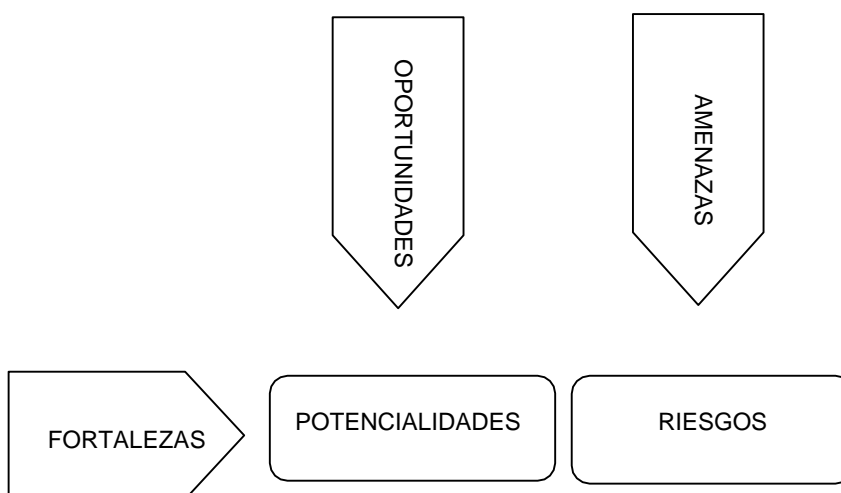 OPORTUNIDADES
AMENAZAS
FORTALEZAS
POTENCIALIDADES
RIESGOS